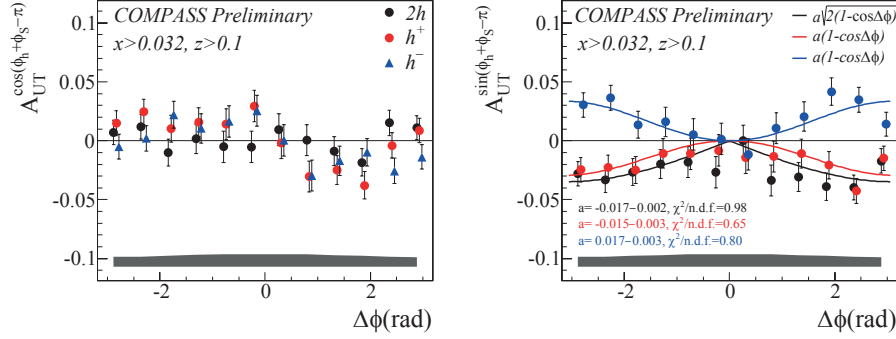 COMPASS Preliminary
x>0.032, z>0.1
2h
h+
h−
A_UT^cos(ϕh+ϕS−π)
0.1
0.05
0
-0.05
-0.1
-2
0
2
Δϕ(rad)
COMPASS Preliminary
x>0.032, z>0.1
a√2(1-cosΔϕ)
a(1-cosΔϕ)
a(1-cosΔϕ)
A_UT^sin(ϕh+ϕS−π)
0.1
0.05
0
-0.05
a= -0.017−0.002, χ²/n.d.f.=0.98
a= -0.015−0.003, χ²/n.d.f.=0.65
a= 0.017−0.003, χ²/n.d.f.=0.80
-0.1
-2
0
2
Δϕ(rad)